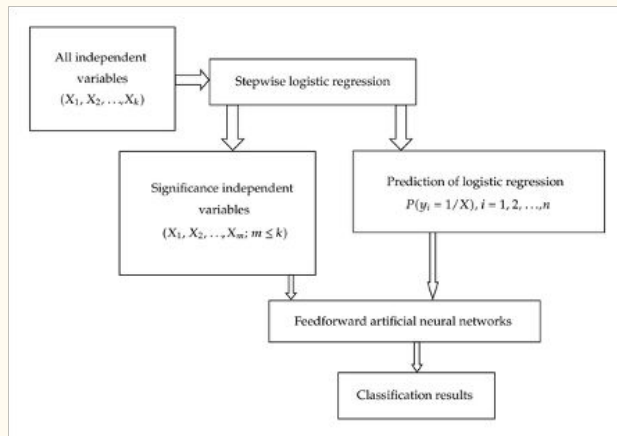 All independent
variables
(X₁, X₂, …,Xₖ)
Stepwise logistic regression
Significance independent
variables
(X₁, X₂, …,Xₘ; m ≤ k)
Prediction of logistic regression
P(yᵢ = 1/X), i = 1, 2, …,n
Feedforward artificial neural networks
Classification results